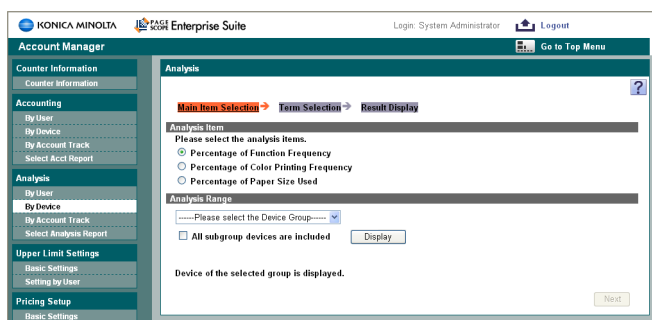 KONICA MINOLTA PAGE SCOPE Enterprise Suite Login: System Administrator Logout
Account Manager Go to Top Menu
Counter Information
Counter Information
Accounting
By User
By Device
By Account Track
Select Acct Report
Analysis
By User
By Device
By Account Track
Select Analysis Report
Upper Limit Settings
Basic Settings
Setting by User
Pricing Setup
Basic Settings
Analysis
?
Main Item Selection Term Selection Result Display
Analysis Item
Please select the analysis items.
Percentage of Function Frequency
Percentage of Color Printing Frequency
Percentage of Paper Size Used
Analysis Range
------Please select the Device Group------
All subgroup devices are included Display
Device of the selected group is displayed.
Next